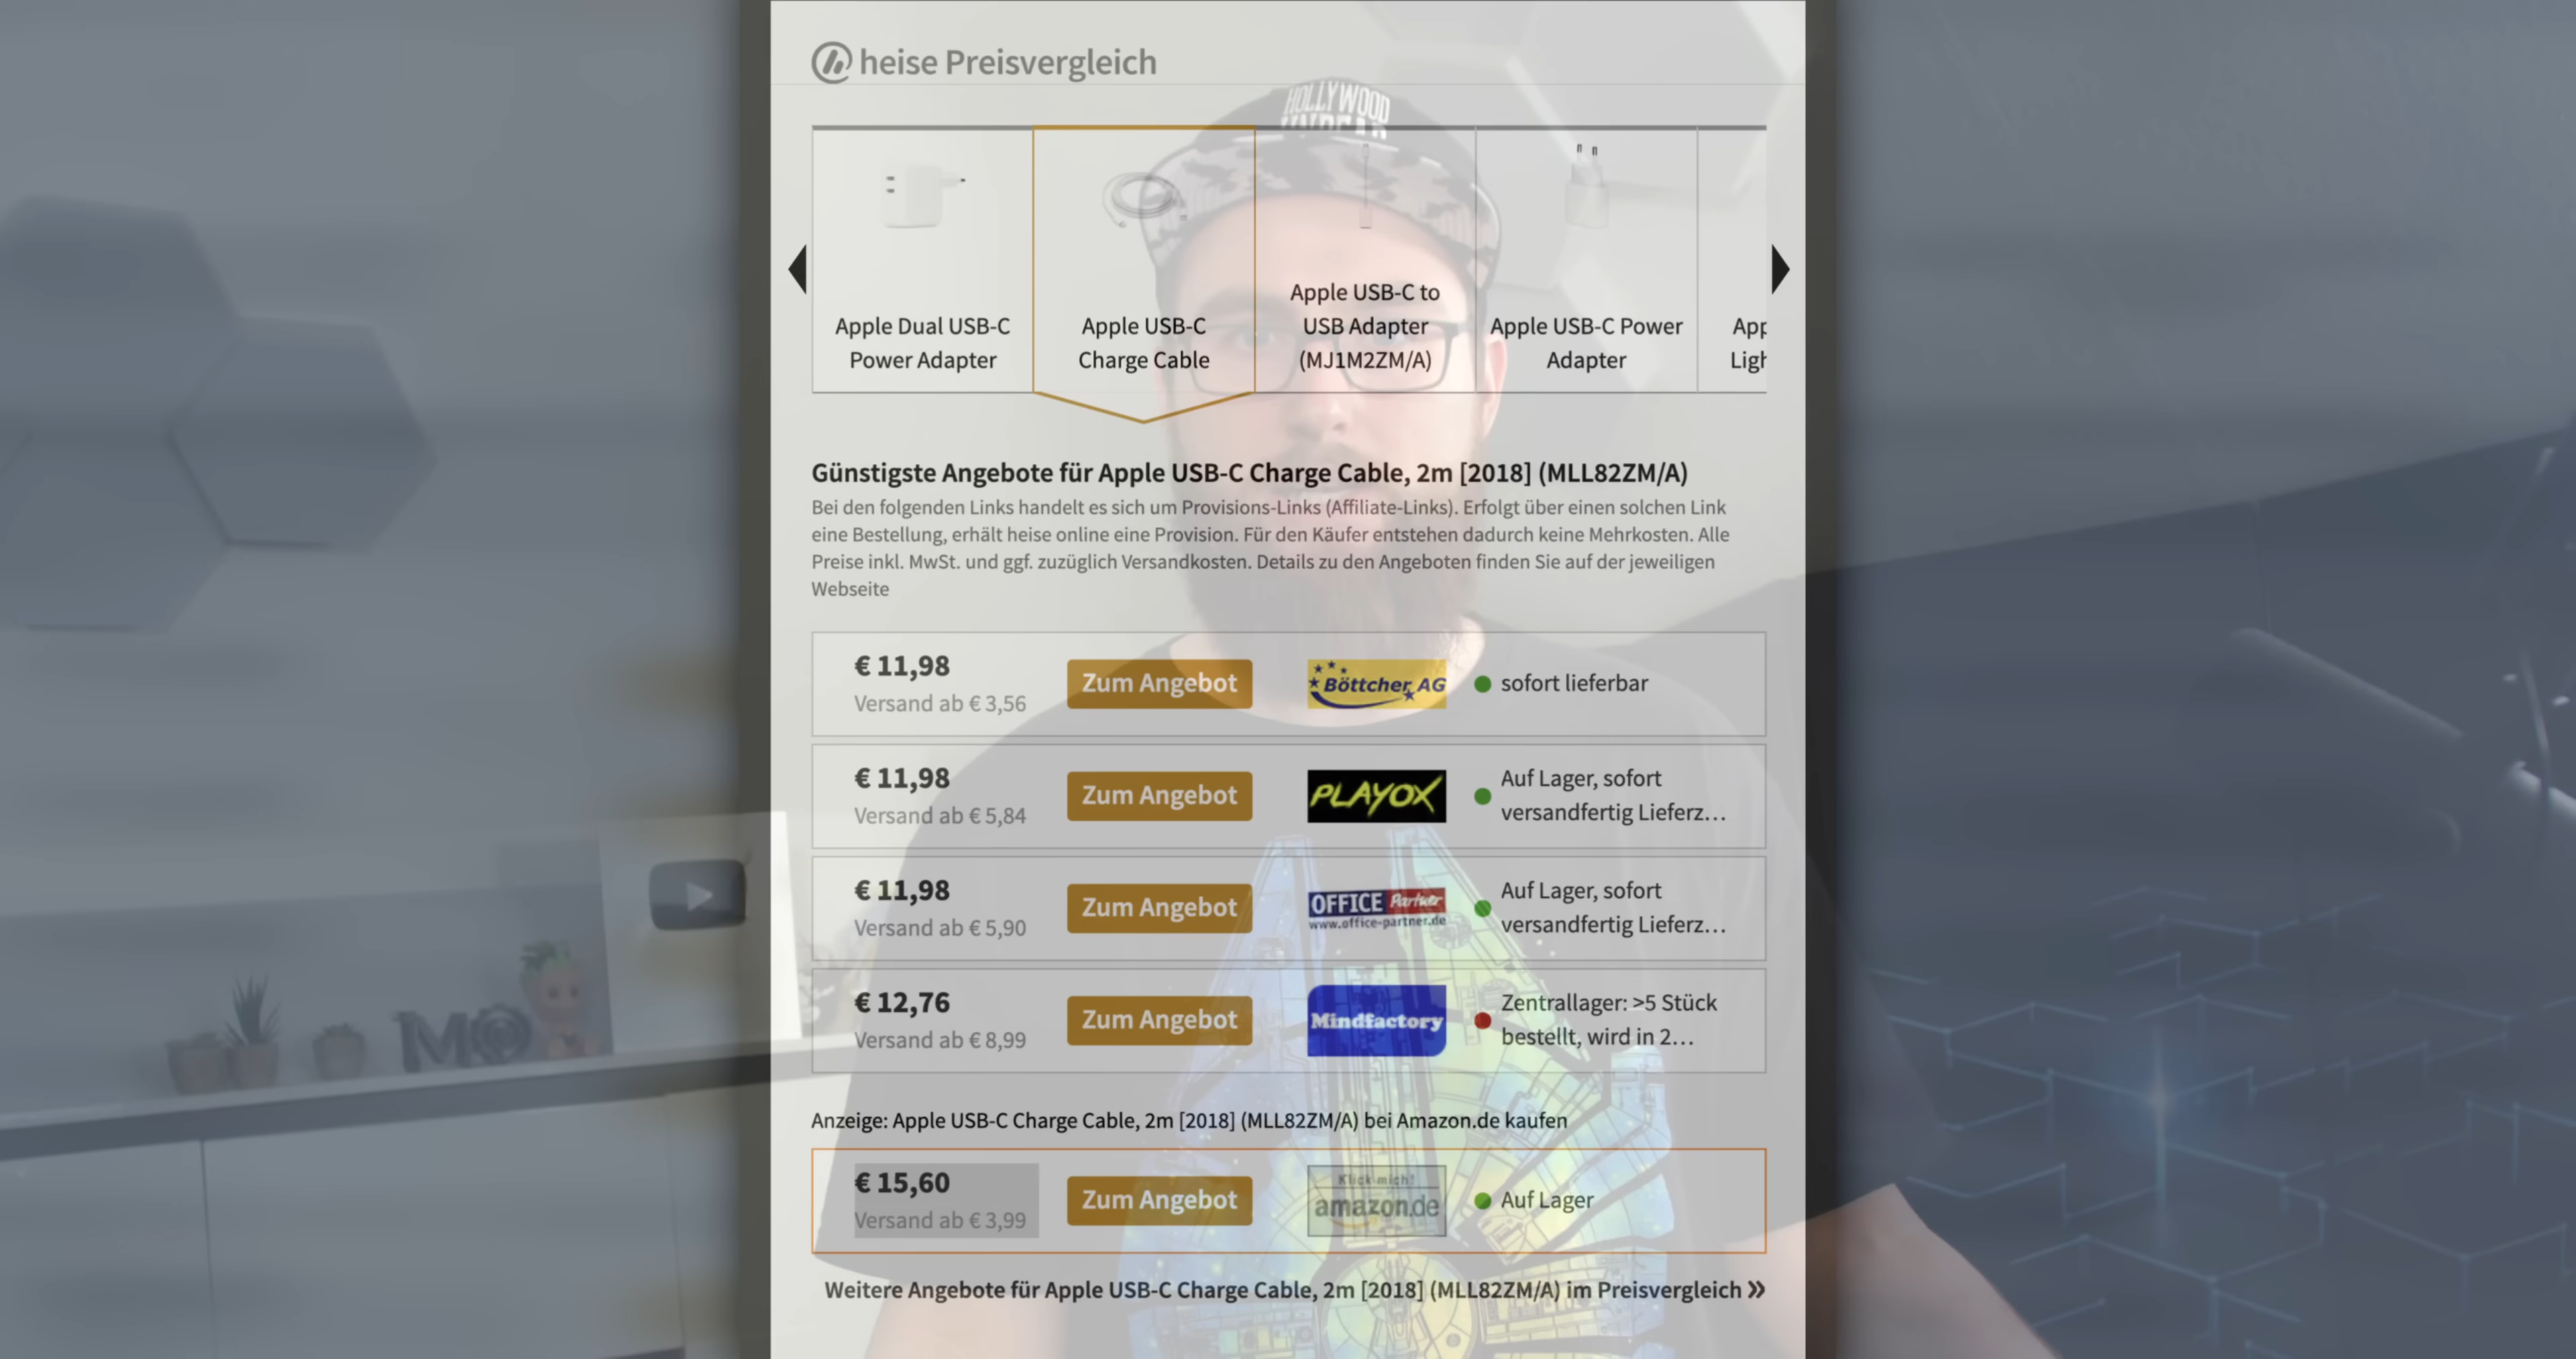 heise Preisvergleich
HOLLYWOOD
Apple Dual USB-C
Power Adapter
Apple USB-C
Charge Cable
Apple USB-C to
USB Adapter
(MJ1M2ZM/A)
Apple USB-C Power
Adapter
App
Ligh
Günstigste Angebote für Apple USB-C Charge Cable, 2m [2018] (MLL82ZM/A)
Bei den folgenden Links handelt es sich um Provisions-Links (Affiliate-Links). Erfolgt über einen solchen Link
eine Bestellung, erhält heise online eine Provision. Für den Käufer entstehen dadurch keine Mehrkosten. Alle
Preise inkl. MwSt. und ggf. zuzüglich Versandkosten. Details zu den Angeboten finden Sie auf der jeweiligen
Webseite
€ 11,98
Versand ab € 3,56
Zum Angebot
Böttcher AG
sofort lieferbar
€ 11,98
Versand ab € 5,84
Zum Angebot
PLAYOX
Auf Lager, sofort
versandfertig Lieferz…
€ 11,98
Versand ab € 5,90
Zum Angebot
OFFICE Partner
www.office-partner.de
Auf Lager, sofort
versandfertig Lieferz…
€ 12,76
Versand ab € 8,99
Zum Angebot
Mindfactory
Zentrallager: >5 Stück
bestellt, wird in 2…
Anzeige: Apple USB-C Charge Cable, 2m [2018] (MLL82ZM/A) bei Amazon.de kaufen
€ 15,60
Versand ab € 3,99
Zum Angebot
Klick mich!
amazon.de
Auf Lager
Weitere Angebote für Apple USB-C Charge Cable, 2m [2018] (MLL82ZM/A) im Preisvergleich »